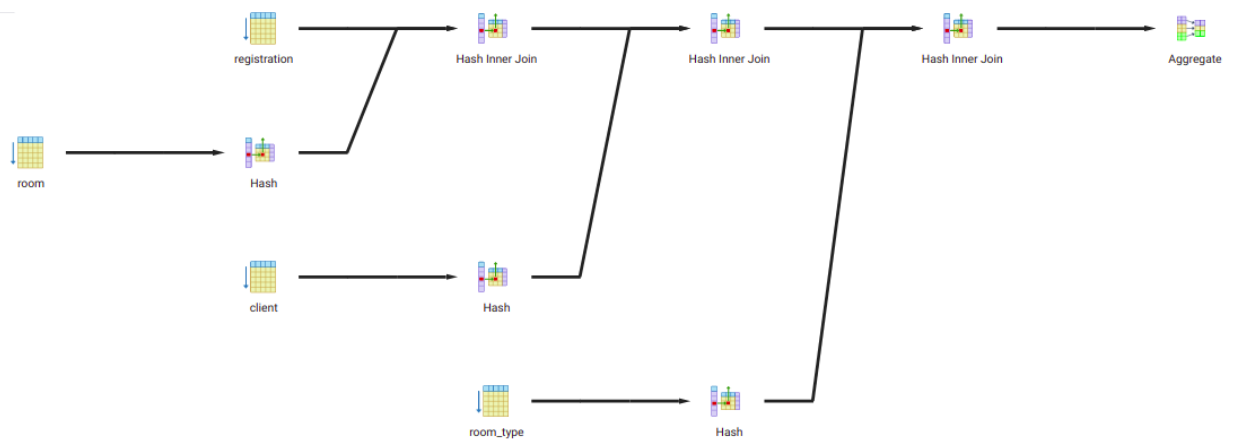 registration
Hash Inner Join
Hash Inner Join
Hash Inner Join
Aggregate
room
Hash
client
Hash
room_type
Hash